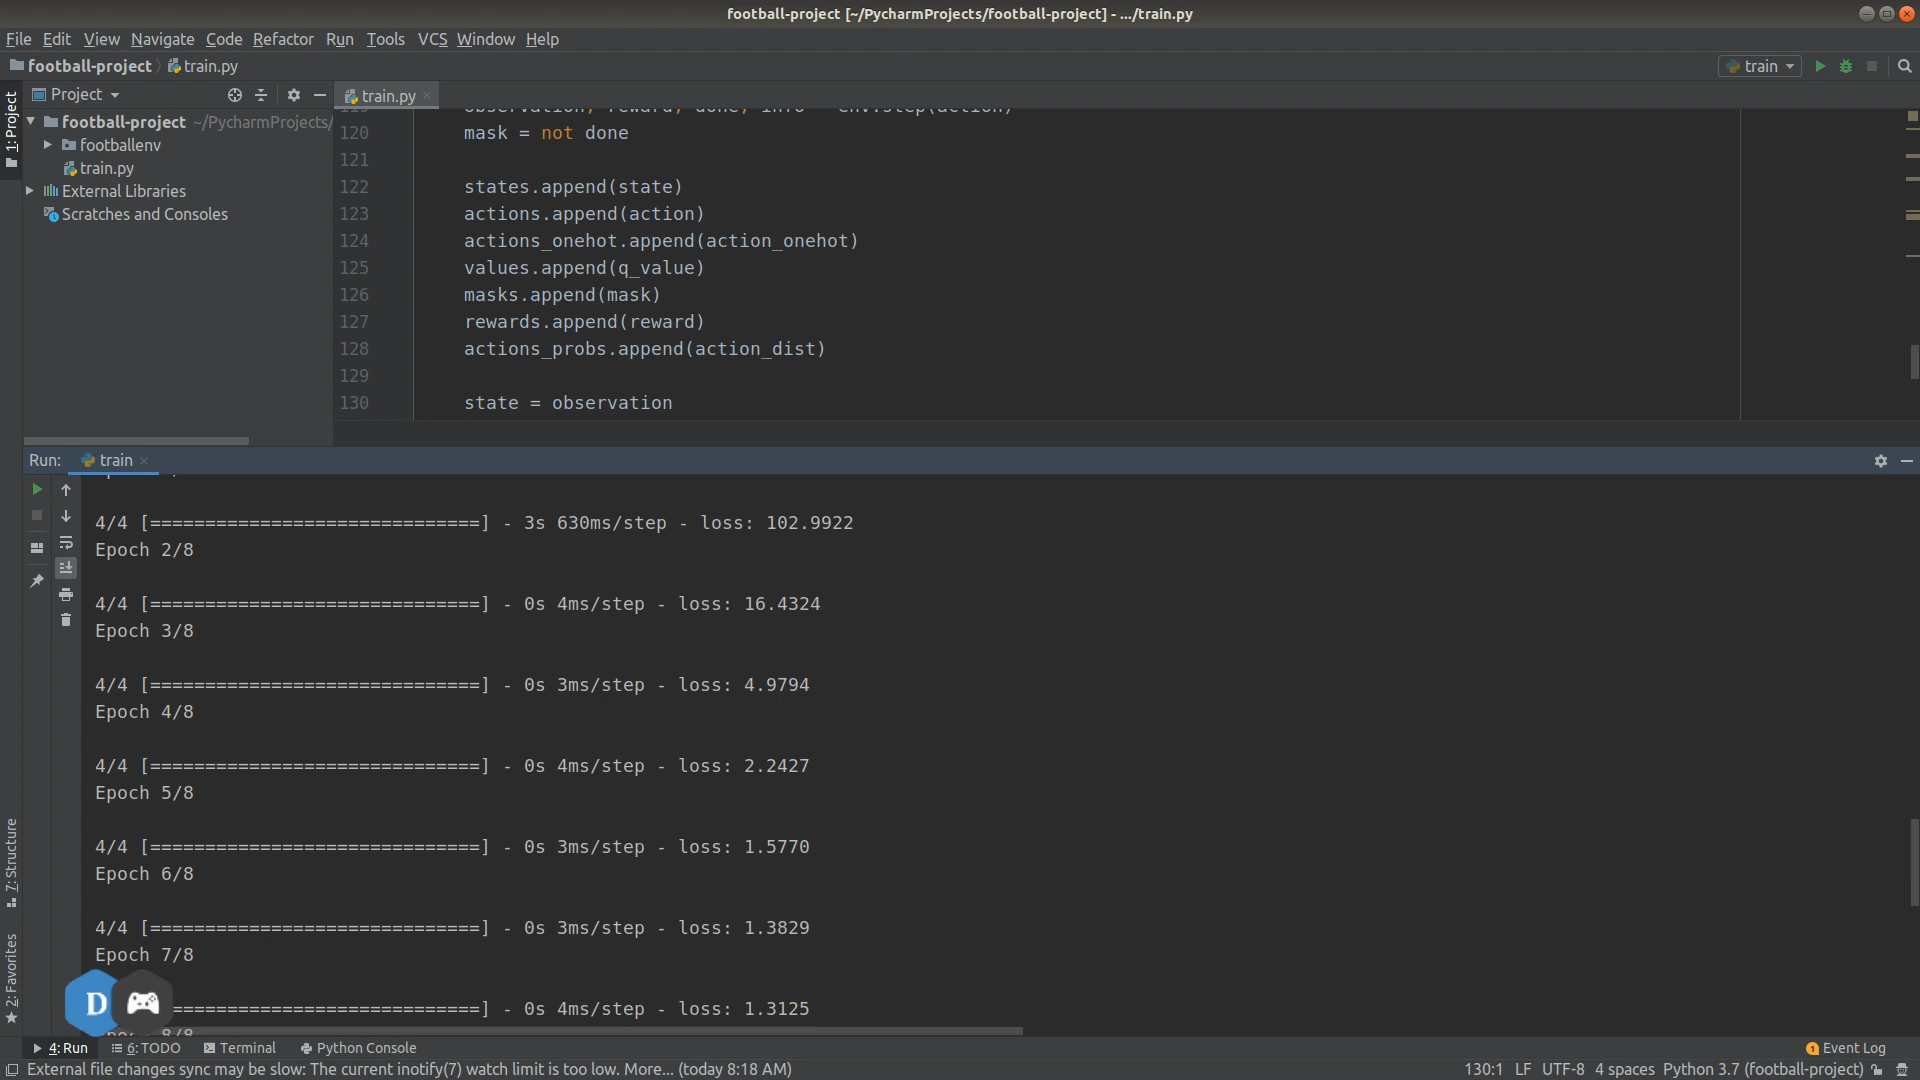 football-project [~/PycharmProjects/football-project] - .../train.py
File Edit View Navigate Code Refactor Run Tools VCS Window Help
football-project train.py
train
1: Project
Project
train.py
football-project ~/PycharmProjects/
footballenv
train.py
External Libraries
Scratches and Consoles
119 observation, reward, done, info = env.step(action)
120 mask = not done
121
122 states.append(state)
123 actions.append(action)
124 actions_onehot.append(action_onehot)
125 values.append(q_value)
126 masks.append(mask)
127 rewards.append(reward)
128 actions_probs.append(action_dist)
129
130 state = observation
Run: train
4/4 [==============================] - 3s 630ms/step - loss: 102.9922
Epoch 2/8
4/4 [==============================] - 0s 4ms/step - loss: 16.4324
Epoch 3/8
4/4 [==============================] - 0s 3ms/step - loss: 4.9794
Epoch 4/8
4/4 [==============================] - 0s 4ms/step - loss: 2.2427
Epoch 5/8
4/4 [==============================] - 0s 3ms/step - loss: 1.5770
Epoch 6/8
4/4 [==============================] - 0s 3ms/step - loss: 1.3829
Epoch 7/8
============================] - 0s 4ms/step - loss: 1.3125
8/8
7: Structure
2: Favorites
D
4: Run 6: TODO Terminal Python Console
1 Event Log
External file changes sync may be slow: The current inotify(7) watch limit is too low. More... (today 8:18 AM)
130:1 LF UTF-8 4 spaces Python 3.7 (football-project)